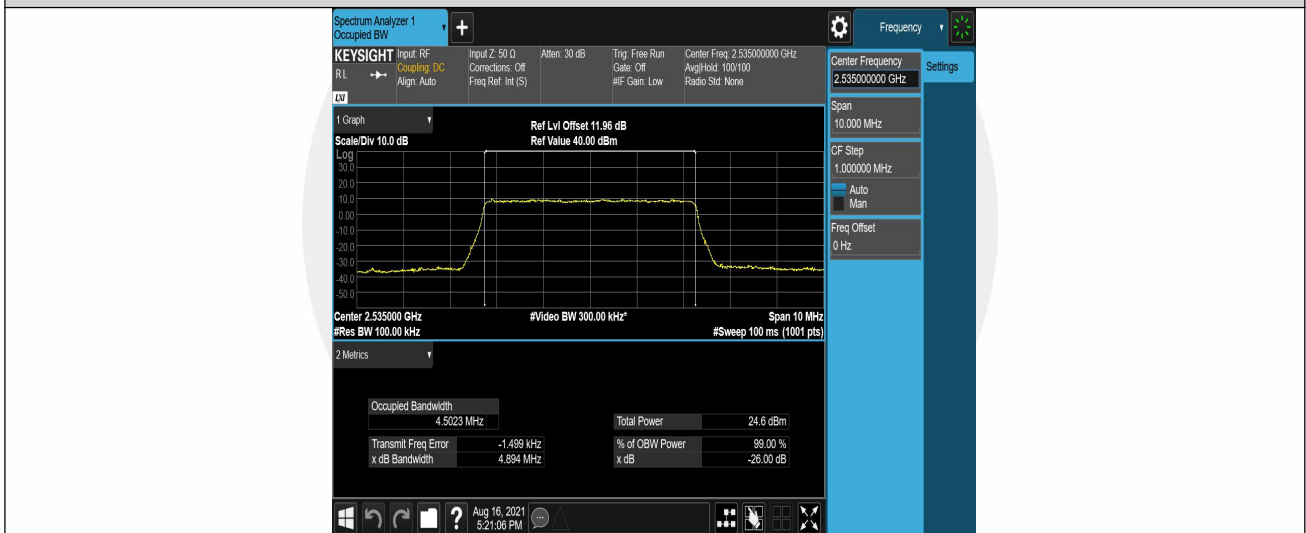 Spectrum Analyzer 1
Occupied BW
+
Frequency
KEYSIGHT
RL
LXI
Input: RF
Coupling: DC
Align: Auto
Input Z: 50 Ω
Corrections: Off
Freq Ref: Int (S)
Atten: 30 dB
Trig: Free Run
Gate: Off
#IF Gain: Low
Center Freq: 2.535000000 GHz
Avg|Hold: 100/100
Radio Std: None
Center Frequency
2.535000000 GHz
Settings
Span
10.000 MHz
CF Step
1.000000 MHz
Auto
Man
Freq Offset
0 Hz
1 Graph
Scale/Div 10.0 dB
Ref Lvl Offset 11.96 dB
Ref Value 40.00 dBm
Log
30.0
20.0
10.0
0.00
-10.0
-20.0
-30.0
-40.0
-50.0
Center 2.535000 GHz
#Video BW 300.00 kHz*
Span 10 MHz
#Res BW 100.00 kHz
#Sweep 100 ms (1001 pts)
2 Metrics
Occupied Bandwidth
4.5023 MHz
Total Power 24.6 dBm
Transmit Freq Error -1.499 kHz
% of OBW Power 99.00 %
x dB Bandwidth 4.894 MHz
x dB -26.00 dB
?
Aug 16, 2021
5:21:06 PM